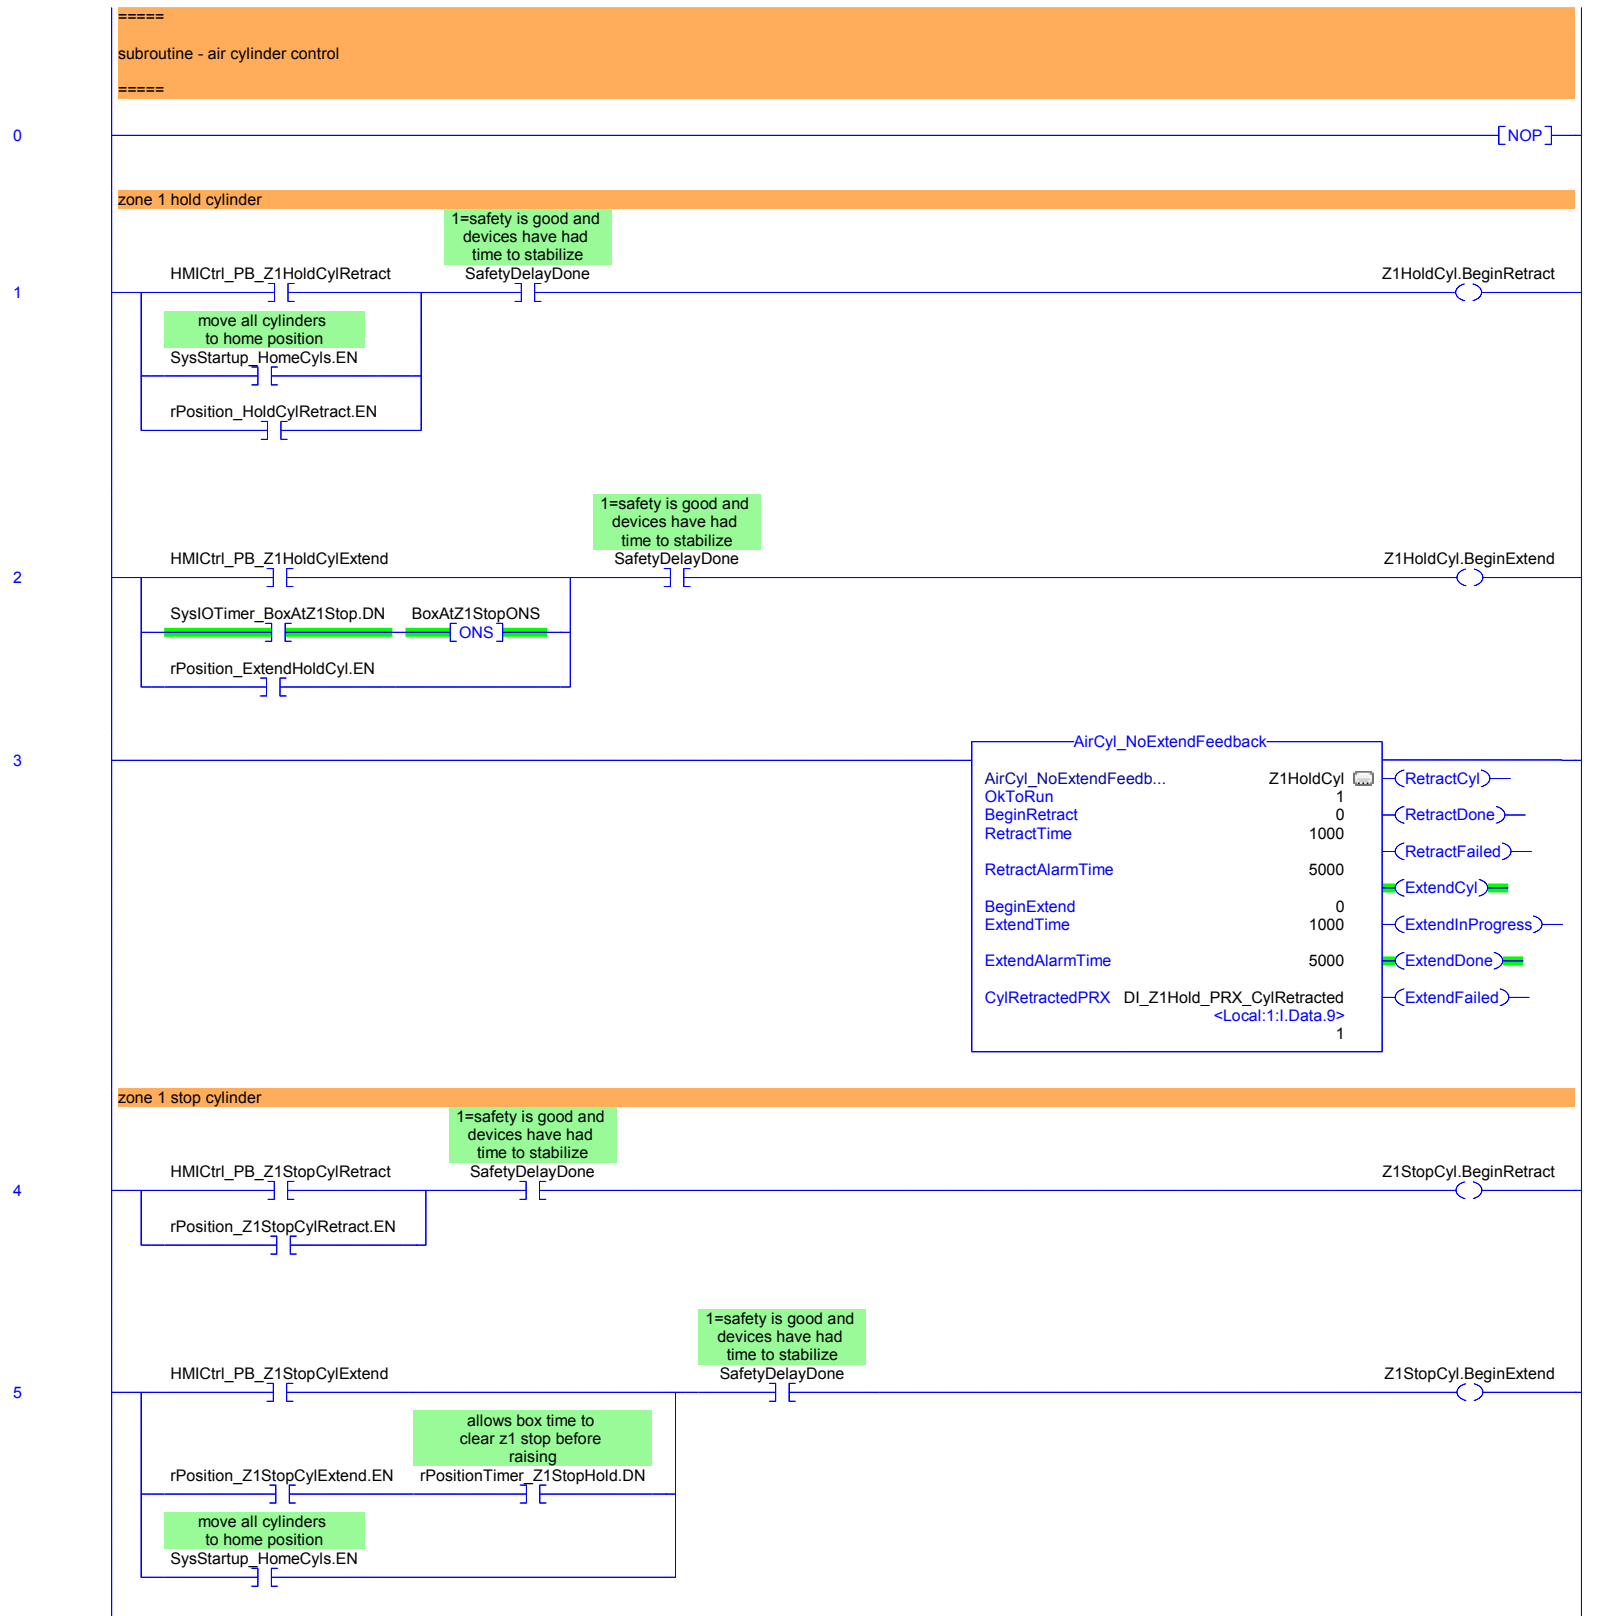 =====
subroutine - air cylinder control
=====
0
[NOP]
zone 1 hold cylinder
1=safety is good and
devices have had
time to stabilize
HMICtrl_PB_Z1HoldCylRetract
SafetyDelayDone
Z1HoldCyl.BeginRetract
1
move all cylinders
to home position
SysStartup_HomeCyls.EN
rPosition_HoldCylRetract.EN
1=safety is good and
devices have had
time to stabilize
HMICtrl_PB_Z1HoldCylExtend
SafetyDelayDone
Z1HoldCyl.BeginExtend
2
SysIOTimer_BoxAtZ1Stop.DN
BoxAtZ1StopONS
[ONS]
rPosition_ExtendHoldCyl.EN
AirCyl_NoExtendFeedback
3
AirCyl_NoExtendFeedb... Z1HoldCyl ...
(RetractCyl)
OkToRun 1
BeginRetract 0
(RetractDone)
RetractTime 1000
(RetractFailed)
RetractAlarmTime 5000
(ExtendCyl)
BeginExtend 0
ExtendTime 1000
(ExtendInProgress)
ExtendAlarmTime 5000
(ExtendDone)
CylRetractedPRX DI_Z1Hold_PRX_CylRetracted
(ExtendFailed)
<Local:1:I.Data.9>
1
zone 1 stop cylinder
1=safety is good and
devices have had
time to stabilize
HMICtrl_PB_Z1StopCylRetract
SafetyDelayDone
Z1StopCyl.BeginRetract
4
rPosition_Z1StopCylRetract.EN
1=safety is good and
devices have had
time to stabilize
HMICtrl_PB_Z1StopCylExtend
SafetyDelayDone
Z1StopCyl.BeginExtend
5
allows box time to
clear z1 stop before
raising
rPosition_Z1StopCylExtend.EN
rPositionTimer_Z1StopHold.DN
move all cylinders
to home position
SysStartup_HomeCyls.EN